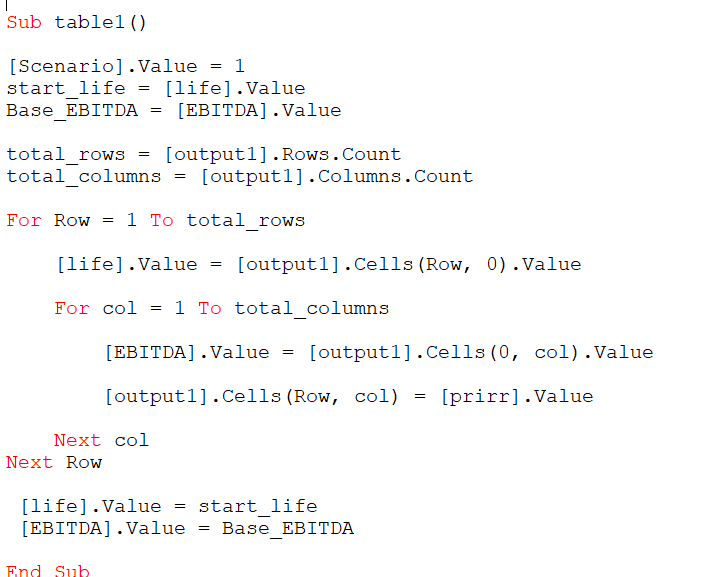 Sub table1()
[Scenario].Value = 1
start_life = [life].Value
Base_EBITDA = [EBITDA].Value
total_rows = [output1].Rows.Count
total_columns = [output1].Columns.Count
For Row = 1 To total_rows
[life].Value = [output1].Cells(Row, 0).Value
For col = 1 To total_columns
[EBITDA].Value = [output1].Cells(0, col).Value
[output1].Cells(Row, col) = [prirr].Value
Next col
Next Row
[life].Value = start_life
[EBITDA].Value = Base_EBITDA
End Sub